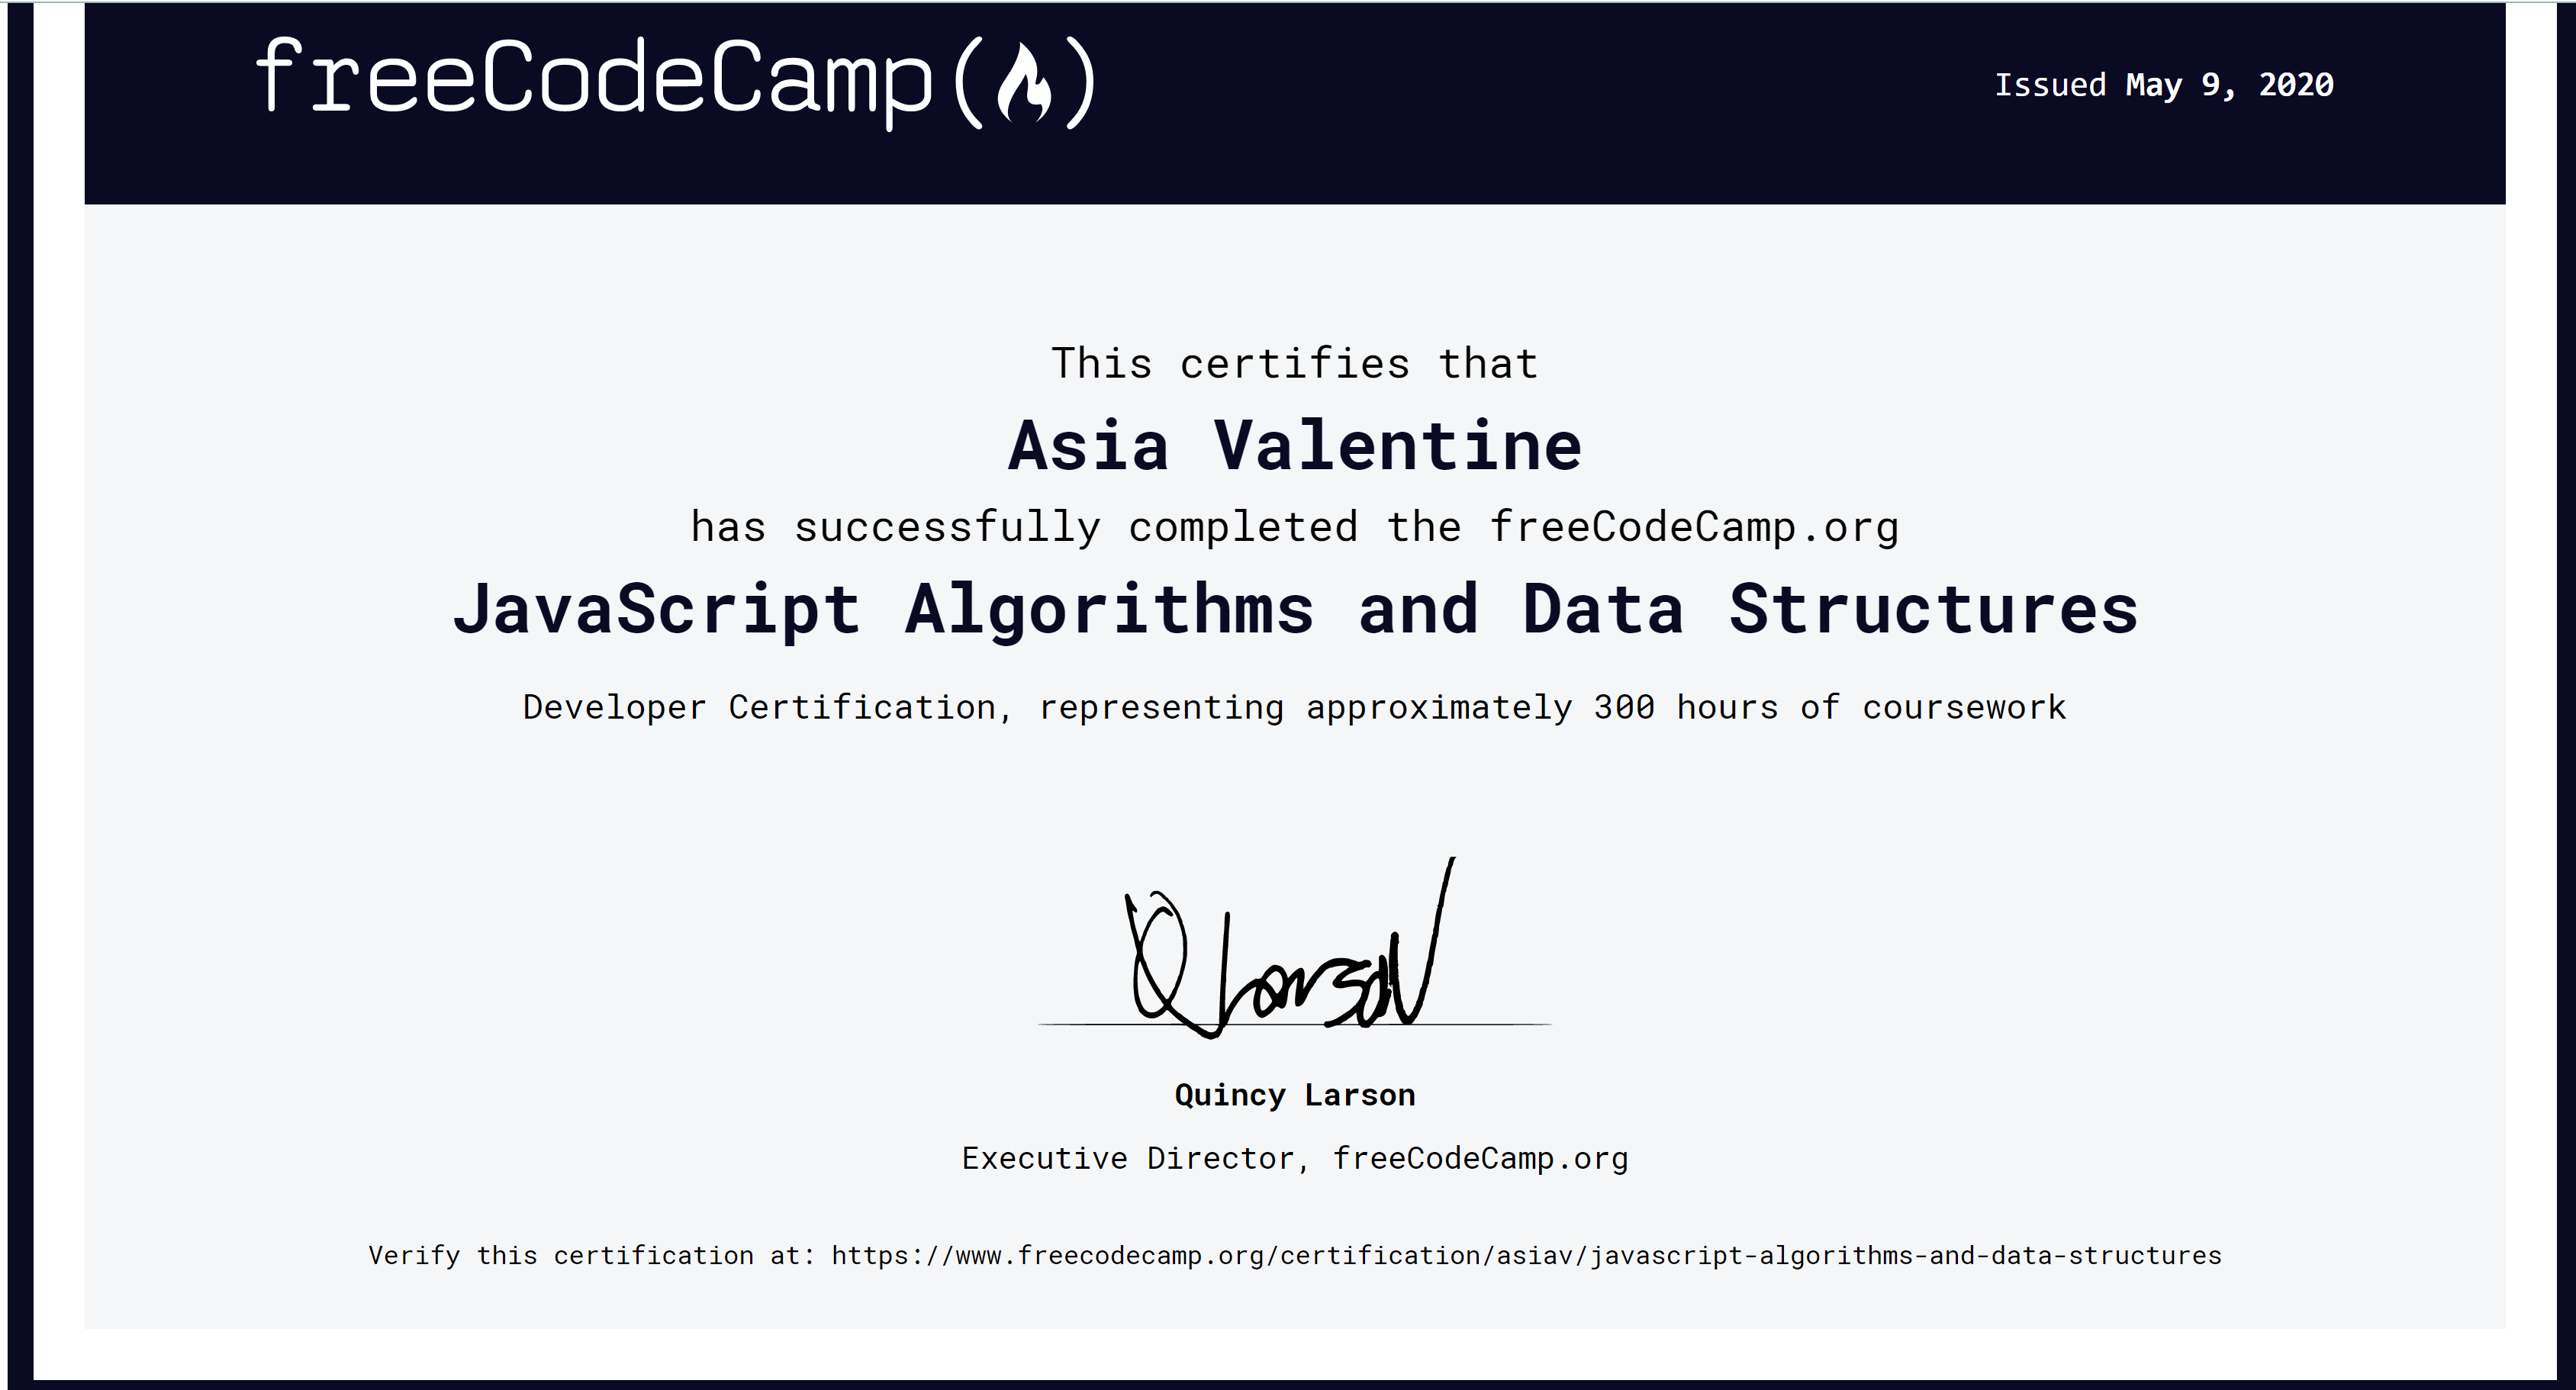 freeCodeCamp(🔥)
Issued May 9, 2020
This certifies that
Asia Valentine
has successfully completed the freeCodeCamp.org
JavaScript Algorithms and Data Structures
Developer Certification, representing approximately 300 hours of coursework
Q Larson
Quincy Larson
Executive Director, freeCodeCamp.org
Verify this certification at: https://www.freecodecamp.org/certification/asiav/javascript-algorithms-and-data-structures